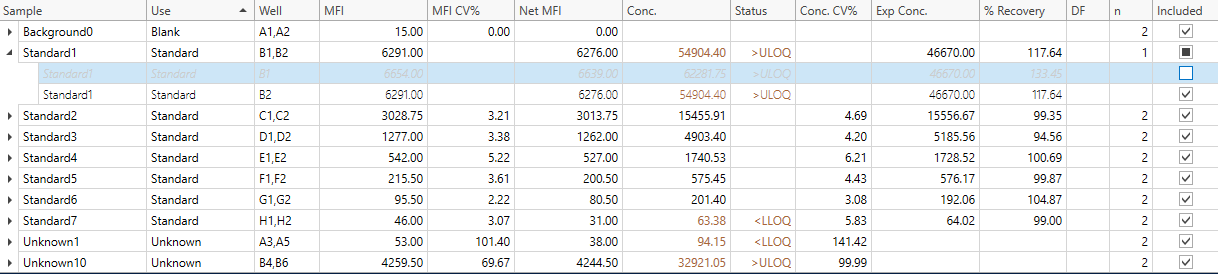 Sample Use Well MFI MFI CV% Net MFI Conc. Status Conc. CV% Exp Conc. % Recovery DF n Included
Background0 Blank A1,A2 15.00 0.00 0.00 2
Standard1 Standard B1,B2 6291.00 6276.00 54904.40 >ULOQ 46670.00 117.64 1
Standard1 Standard B1 6654.00 6639.00 62281.75 >ULOQ 46670.00 133.45
Standard1 Standard B2 6291.00 6276.00 54904.40 >ULOQ 46670.00 117.64
Standard2 Standard C1,C2 3028.75 3.21 3013.75 15455.91 4.69 15556.67 99.35 2
Standard3 Standard D1,D2 1277.00 3.38 1262.00 4903.40 4.20 5185.56 94.56 2
Standard4 Standard E1,E2 542.00 5.22 527.00 1740.53 6.21 1728.52 100.69 2
Standard5 Standard F1,F2 215.50 3.61 200.50 575.45 4.43 576.17 99.87 2
Standard6 Standard G1,G2 95.50 2.22 80.50 201.40 3.08 192.06 104.87 2
Standard7 Standard H1,H2 46.00 3.07 31.00 63.38 <LLOQ 5.83 64.02 99.00 2
Unknown1 Unknown A3,A5 53.00 101.40 38.00 94.15 <LLOQ 141.42 2
Unknown10 Unknown B4,B6 4259.50 69.67 4244.50 32921.05 >ULOQ 99.99 2